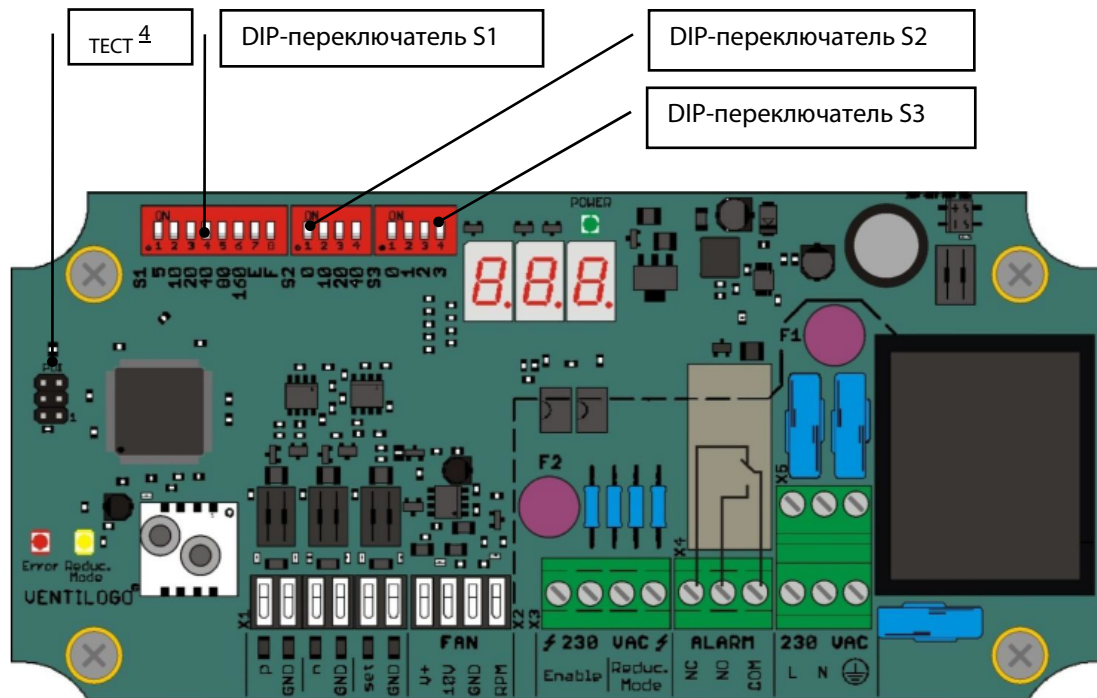 ТЕСТ 4
DIP-переключатель S1
DIP-переключатель S2
DIP-переключатель S3
POWER
ON
1 2 3 4 5 6 7 8
ON
1 2 3 4
ON
1 2 3 4
S1 5 10 20 40 80 160 E F
S2 0 10 20 40
S3 0 1 2 3
8.8.8.
F1
1
F2
X5
X4
Error
Reduc. Mode
VENTILOGO
X1
X2
X3
FAN
⚡ 230 VAC ⚡
ALARM
230 VAC
p GND n GND set GND
V+ 10V GND RPM
Enable
Reduc. Mode
NC NO COM
L N